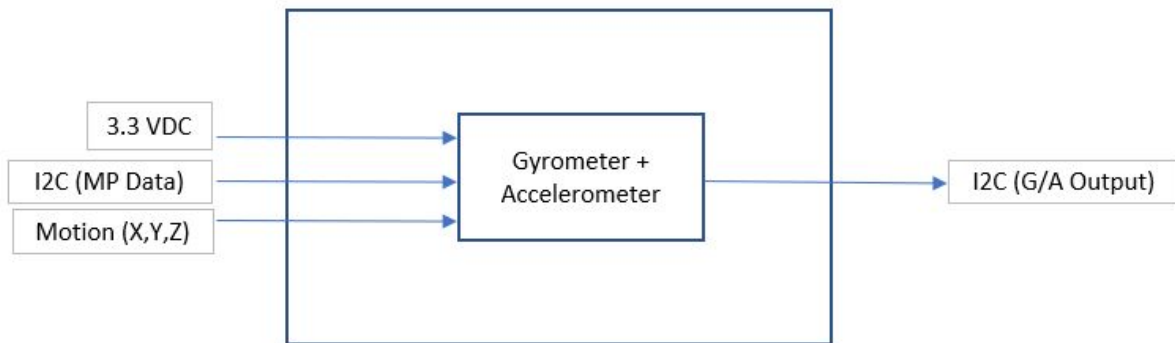 3.3 VDC
I2C (MP Data)
Motion (X,Y,Z)
Gyrometer +
Accelerometer
I2C (G/A Output)